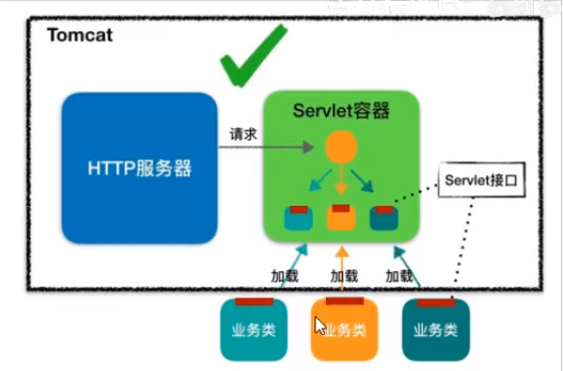 Tomcat
Servlet容器
请求
HTTP服务器
Servlet接口
加载
加载
加载
业务类
业务类
业务类